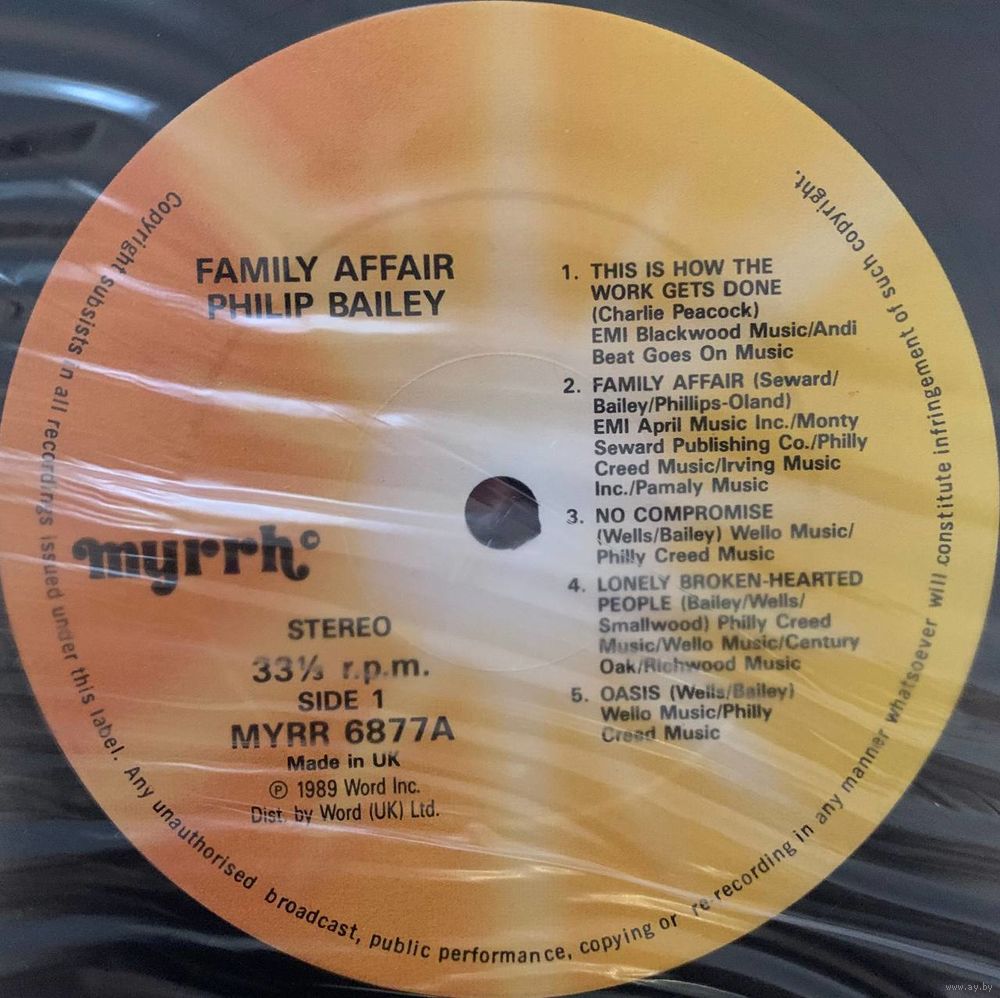 FAMILY AFFAIR
PHILIP BAILEY
myrrh©
STEREO
33⅓ r.p.m.
SIDE 1
MYRR 6877A
Made in UK
Ⓟ 1989 Word Inc.
Dist. by Word (UK) Ltd.
1. THIS IS HOW THE
WORK GETS DONE
(Charlie Peacock)
EMI Blackwood Music/Andi
Beat Goes On Music
2. FAMILY AFFAIR (Seward/
Bailey/Phillips-Oland)
EMI April Music Inc./Monty
Seward Publishing Co./Philly
Creed Music/Irving Music
Inc./Pamaly Music
3. NO COMPROMISE
(Wells/Bailey) Wello Music/
Philly Creed Music
4. LONELY BROKEN-HEARTED
PEOPLE (Bailey/Wells/
Smallwood) Philly Creed
Music/Wello Music/Century
Oak/Richwood Music
5. OASIS (Wells/Bailey)
Wello Music/Philly
Creed Music
Copyright subsists in all recordings issued under this label. Any unauthorised broadcast, public performance, copying or re-recording in any manner whatsoever will constitute infringement of such copyright.
www.ay.by